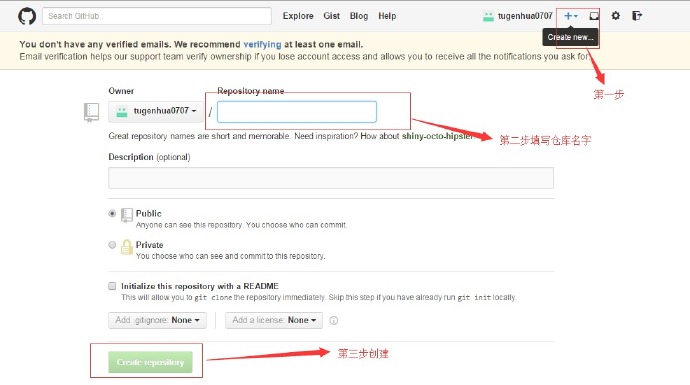 Search GitHub
Explore Gist Blog Help
tugenhua0707
Create new...
You don't have any verified emails. We recommend verifying at least one email.
Email verification helps our support team verify ownership if you lose account access and allows you to receive all the notifications you ask for
第一步
Owner Repository name
tugenhua0707 /
Great repository names are short and memorable. Need inspiration? How about shiny-octo-hipster
第二步填写仓库名字
Description (optional)
Public
Anyone can see this repository. You choose who can commit.
Private
You choose who can see and commit to this repository.
Initialize this repository with a README
This will allow you to git clone the repository immediately. Skip this step if you have already run git init locally.
Add .gitignore: None Add a license: None
Create repository
第三步创建